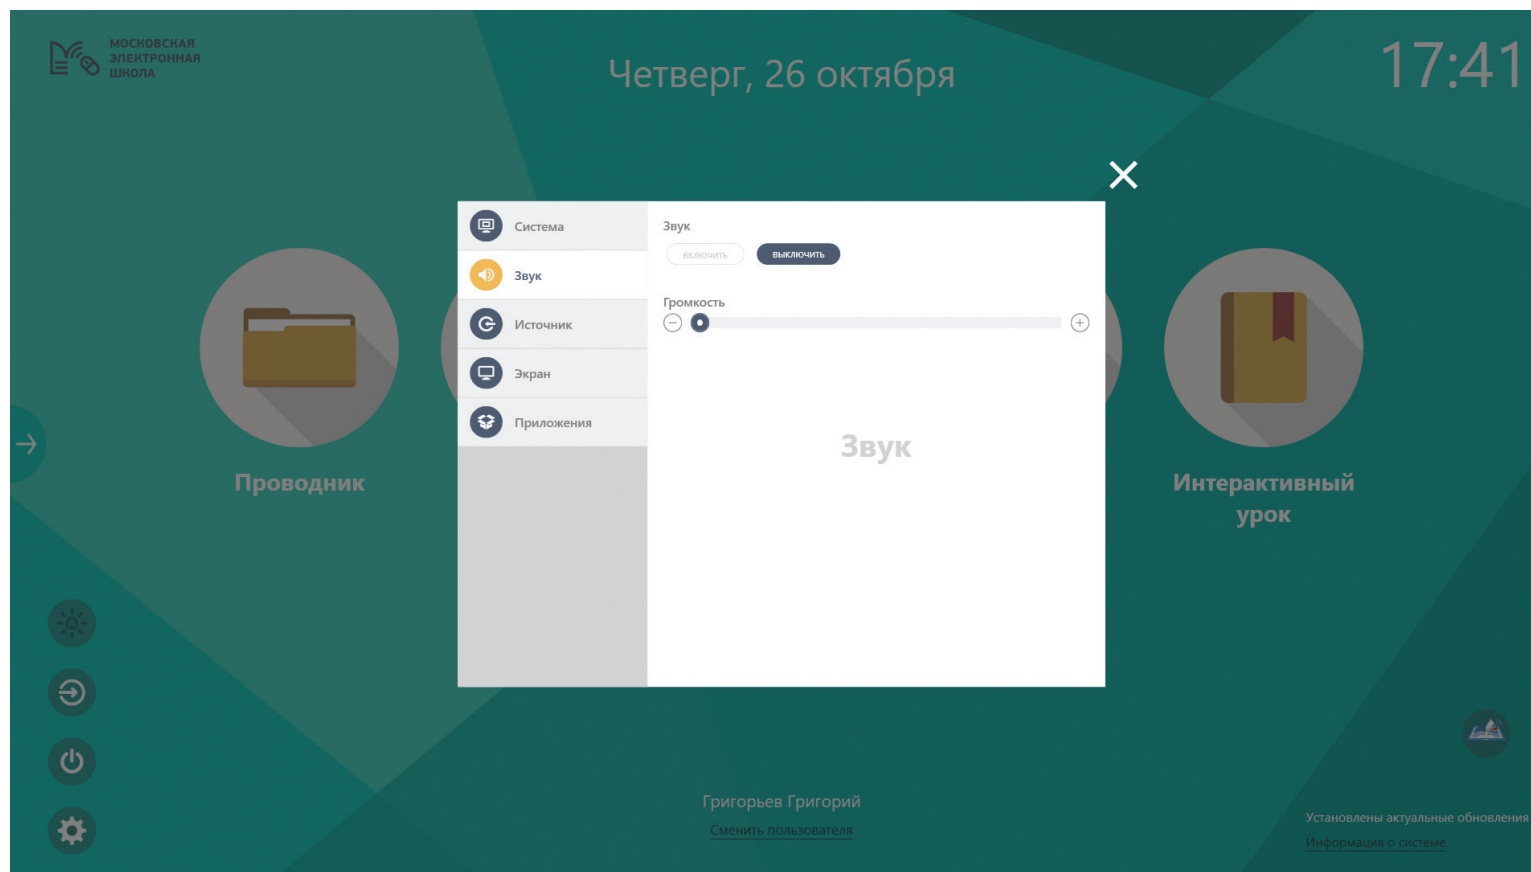 МОСКОВСКАЯ
ЭЛЕКТРОННАЯ
ШКОЛА
Четверг, 26 октября
17:41
Система
Звук
Источник
Экран
Приложения
Звук
ВКЛЮЧИТЬ
ВЫКЛЮЧИТЬ
Громкость
Звук
Проводник
Интерактивный
урок
Григорьев Григорий
Сменить пользователя
Установлены актуальные обновления
Информация о системе